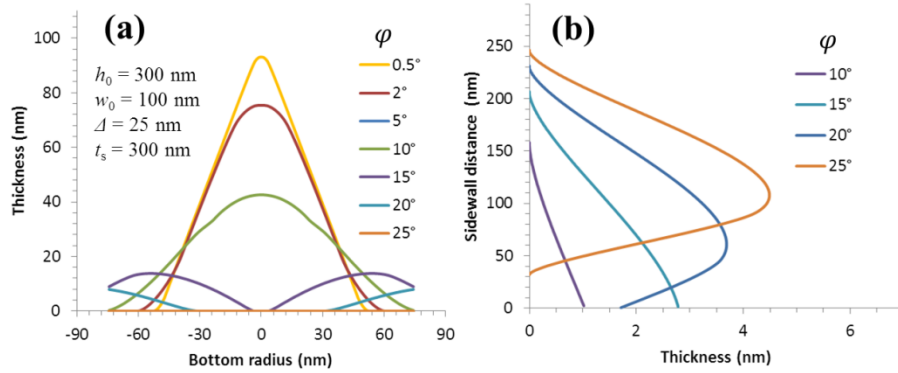 (a)
φ
h0 = 300 nm
w0 = 100 nm
Δ = 25 nm
ts = 300 nm
0.5°
2°
5°
10°
15°
20°
25°
Thickness (nm)
100
80
60
40
20
0
-90 -60 -30 0 30 60 90
Bottom radius (nm)
(b)
φ
10°
15°
20°
25°
Sidewall distance (nm)
250
200
150
100
50
0
0 2 4 6
Thickness (nm)